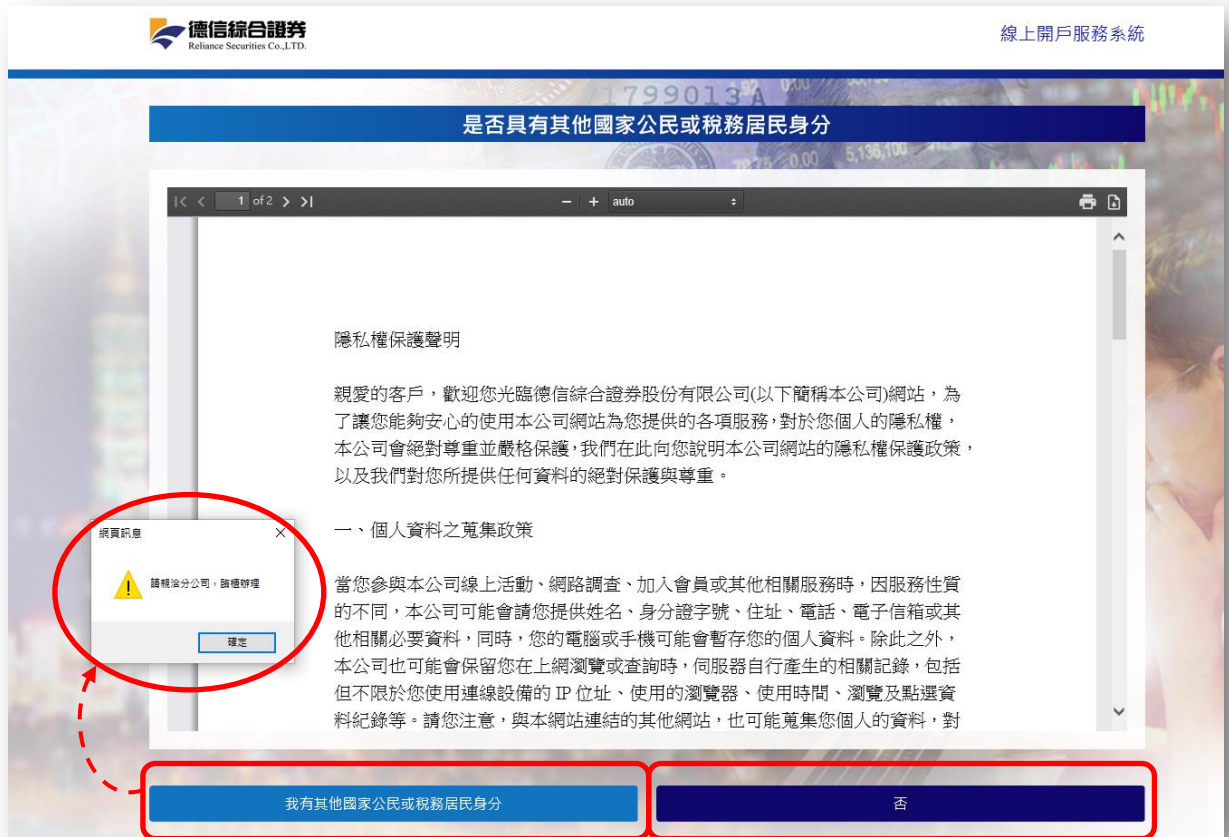 德信綜合證券
Reliance Securities Co.,LTD.
線上開戶服務系統
1799013 A
0.00
是否具有其他國家公民或稅務居民身分
79.75 0.00 5,136,100
1 of 2
auto
隱私權保護聲明
親愛的客戶，歡迎您光臨德信綜合證券股份有限公司(以下簡稱本公司)網站，為
了讓您能夠安心的使用本公司網站為您提供的各項服務，對於您個人的隱私權，
本公司會絕對尊重並嚴格保護，我們在此向您說明本公司網站的隱私權保護政策，
以及我們對您所提供任何資料的絕對保護與尊重。
一、個人資料之蒐集政策
當您參與本公司線上活動、網路調查、加入會員或其他相關服務時，因服務性質
的不同，本公司可能會請您提供姓名、身分證字號、住址、電話、電子信箱或其
他相關必要資料，同時，您的電腦或手機可能會暫存您的個人資料。除此之外，
本公司也可能會保留您在上網瀏覽或查詢時，伺服器自行產生的相關記錄，包括
但不限於您使用連線設備的 IP 位址、使用的瀏覽器、使用時間、瀏覽及點選資
料紀錄等。請您注意，與本網站連結的其他網站，也可能蒐集您個人的資料，對
網頁訊息
請親洽分公司，臨櫃辦理
確定
我有其他國家公民或稅務居民身分
否